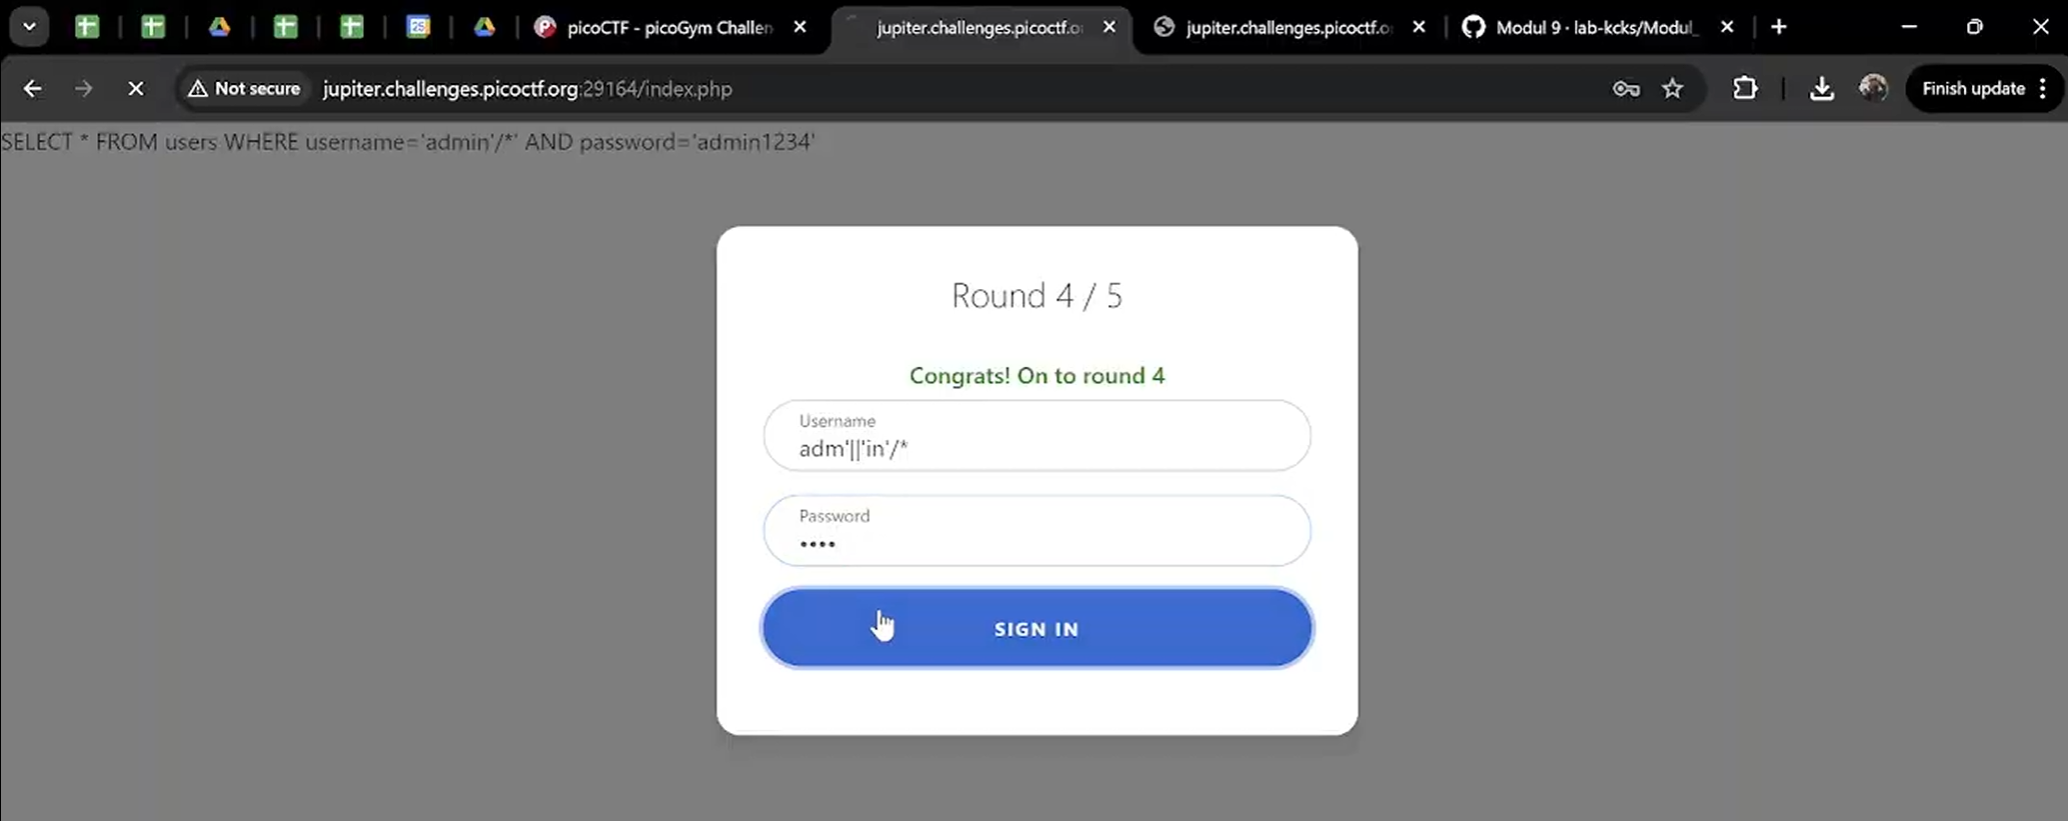 picoCTF - picoGym Challen
jupiter.challenges.picoctf.o
jupiter.challenges.picoctf.o
Modul 9 · lab-kcks/Modul_
Not secure
jupiter.challenges.picoctf.org:29164/index.php
Finish update
SELECT * FROM users WHERE username='admin'/*' AND password='admin1234'
Round 4 / 5
Congrats! On to round 4
Username
adm'||'in'/*
Password
••••
SIGN IN